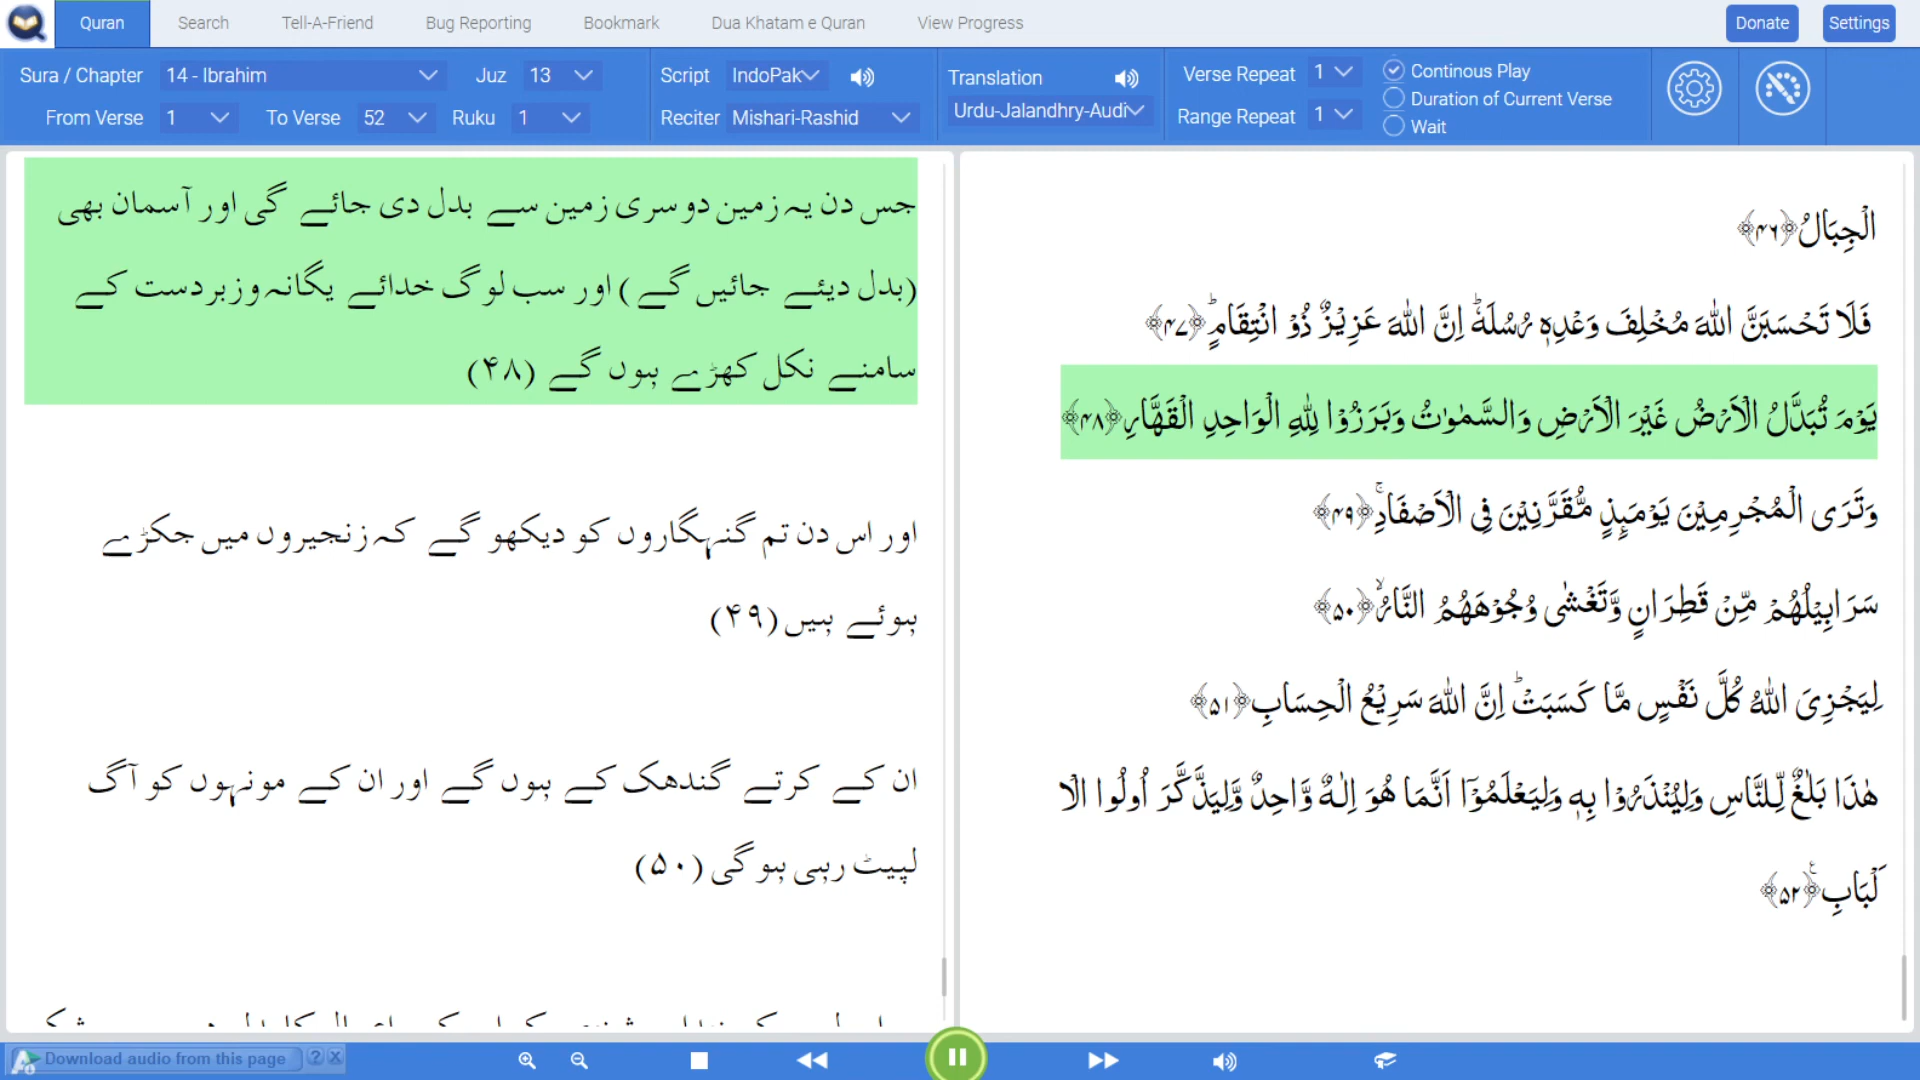 Quran Search Tell-A-Friend Bug Reporting Bookmark Dua Khatam e Quran View Progress Donate Settings
Sura / Chapter 14 - Ibrahim Juz 13 Script IndoPak Translation Verse Repeat 1 Continous Play
Duration of Current Verse
From Verse 1 To Verse 52 Ruku 1 Reciter Mishari-Rashid Urdu-Jalandhry-Audi Range Repeat 1 Wait
جس دن یہ زمین دوسری زمین سے بدل دی جائے گی اور آسمان بھی
(بدل دیئے جائیں گے) اور سب لوگ خدائے یگانہ وزبردست کے
سامنے نکل کھڑے ہوں گے (۴۸)
اور اس دن تم گنہگاروں کو دیکھو گے کہ زنجیروں میں جکڑے
ہوئے ہیں (۴۹)
ان کے کرتے گندھک کے ہوں گے اور ان کے مونہوں کو آگ
لپیٹ رہی ہوگی (۵۰)
الْجِبَالُ﴿۴۶﴾
فَلَا تَحْسَبَنَّ اللّٰهَ مُخْلِفَ وَعْدِهٖ رُسُلَهٗ ؕ اِنَّ اللّٰهَ عَزِيْزٌ ذُوْ انْتِقَامٍ ؕ﴿۴۷﴾
يَوْمَ تُبَدَّلُ الْاَرْضُ غَيْرَ الْاَرْضِ وَالسَّمٰوٰتُ وَبَرَزُوْا لِلّٰهِ الْوَاحِدِ الْقَهَّارِ﴿۴۸﴾
وَتَرَى الْمُجْرِمِيْنَ يَوْمَٮِٕذٍ مُّقَرَّنِيْنَ فِى الْاَصْفَادِ ۚ﴿۴۹﴾
سَرَابِيْلُهُمْ مِّنْ قَطِرَانٍ وَّتَغْشٰى وُجُوْهَهُمُ النَّارُ ۙ﴿۵۰﴾
لِيَجْزِىَ اللّٰهُ كُلَّ نَفْسٍ مَّا كَسَبَتْ ؕ اِنَّ اللّٰهَ سَرِيْعُ الْحِسَابِ﴿۵۱﴾
هٰذَا بَلٰغٌ لِّلنَّاسِ وَلِيُنْذَرُوْا بِهٖ وَلِيَعْلَمُوْۤا اَنَّمَا هُوَ اِلٰهٌ وَّاحِدٌ وَّلِيَذَّكَّرَ اُولُوا الْا
َلْبَابِ ۧ﴿۵۲﴾
Download audio from this page ? X